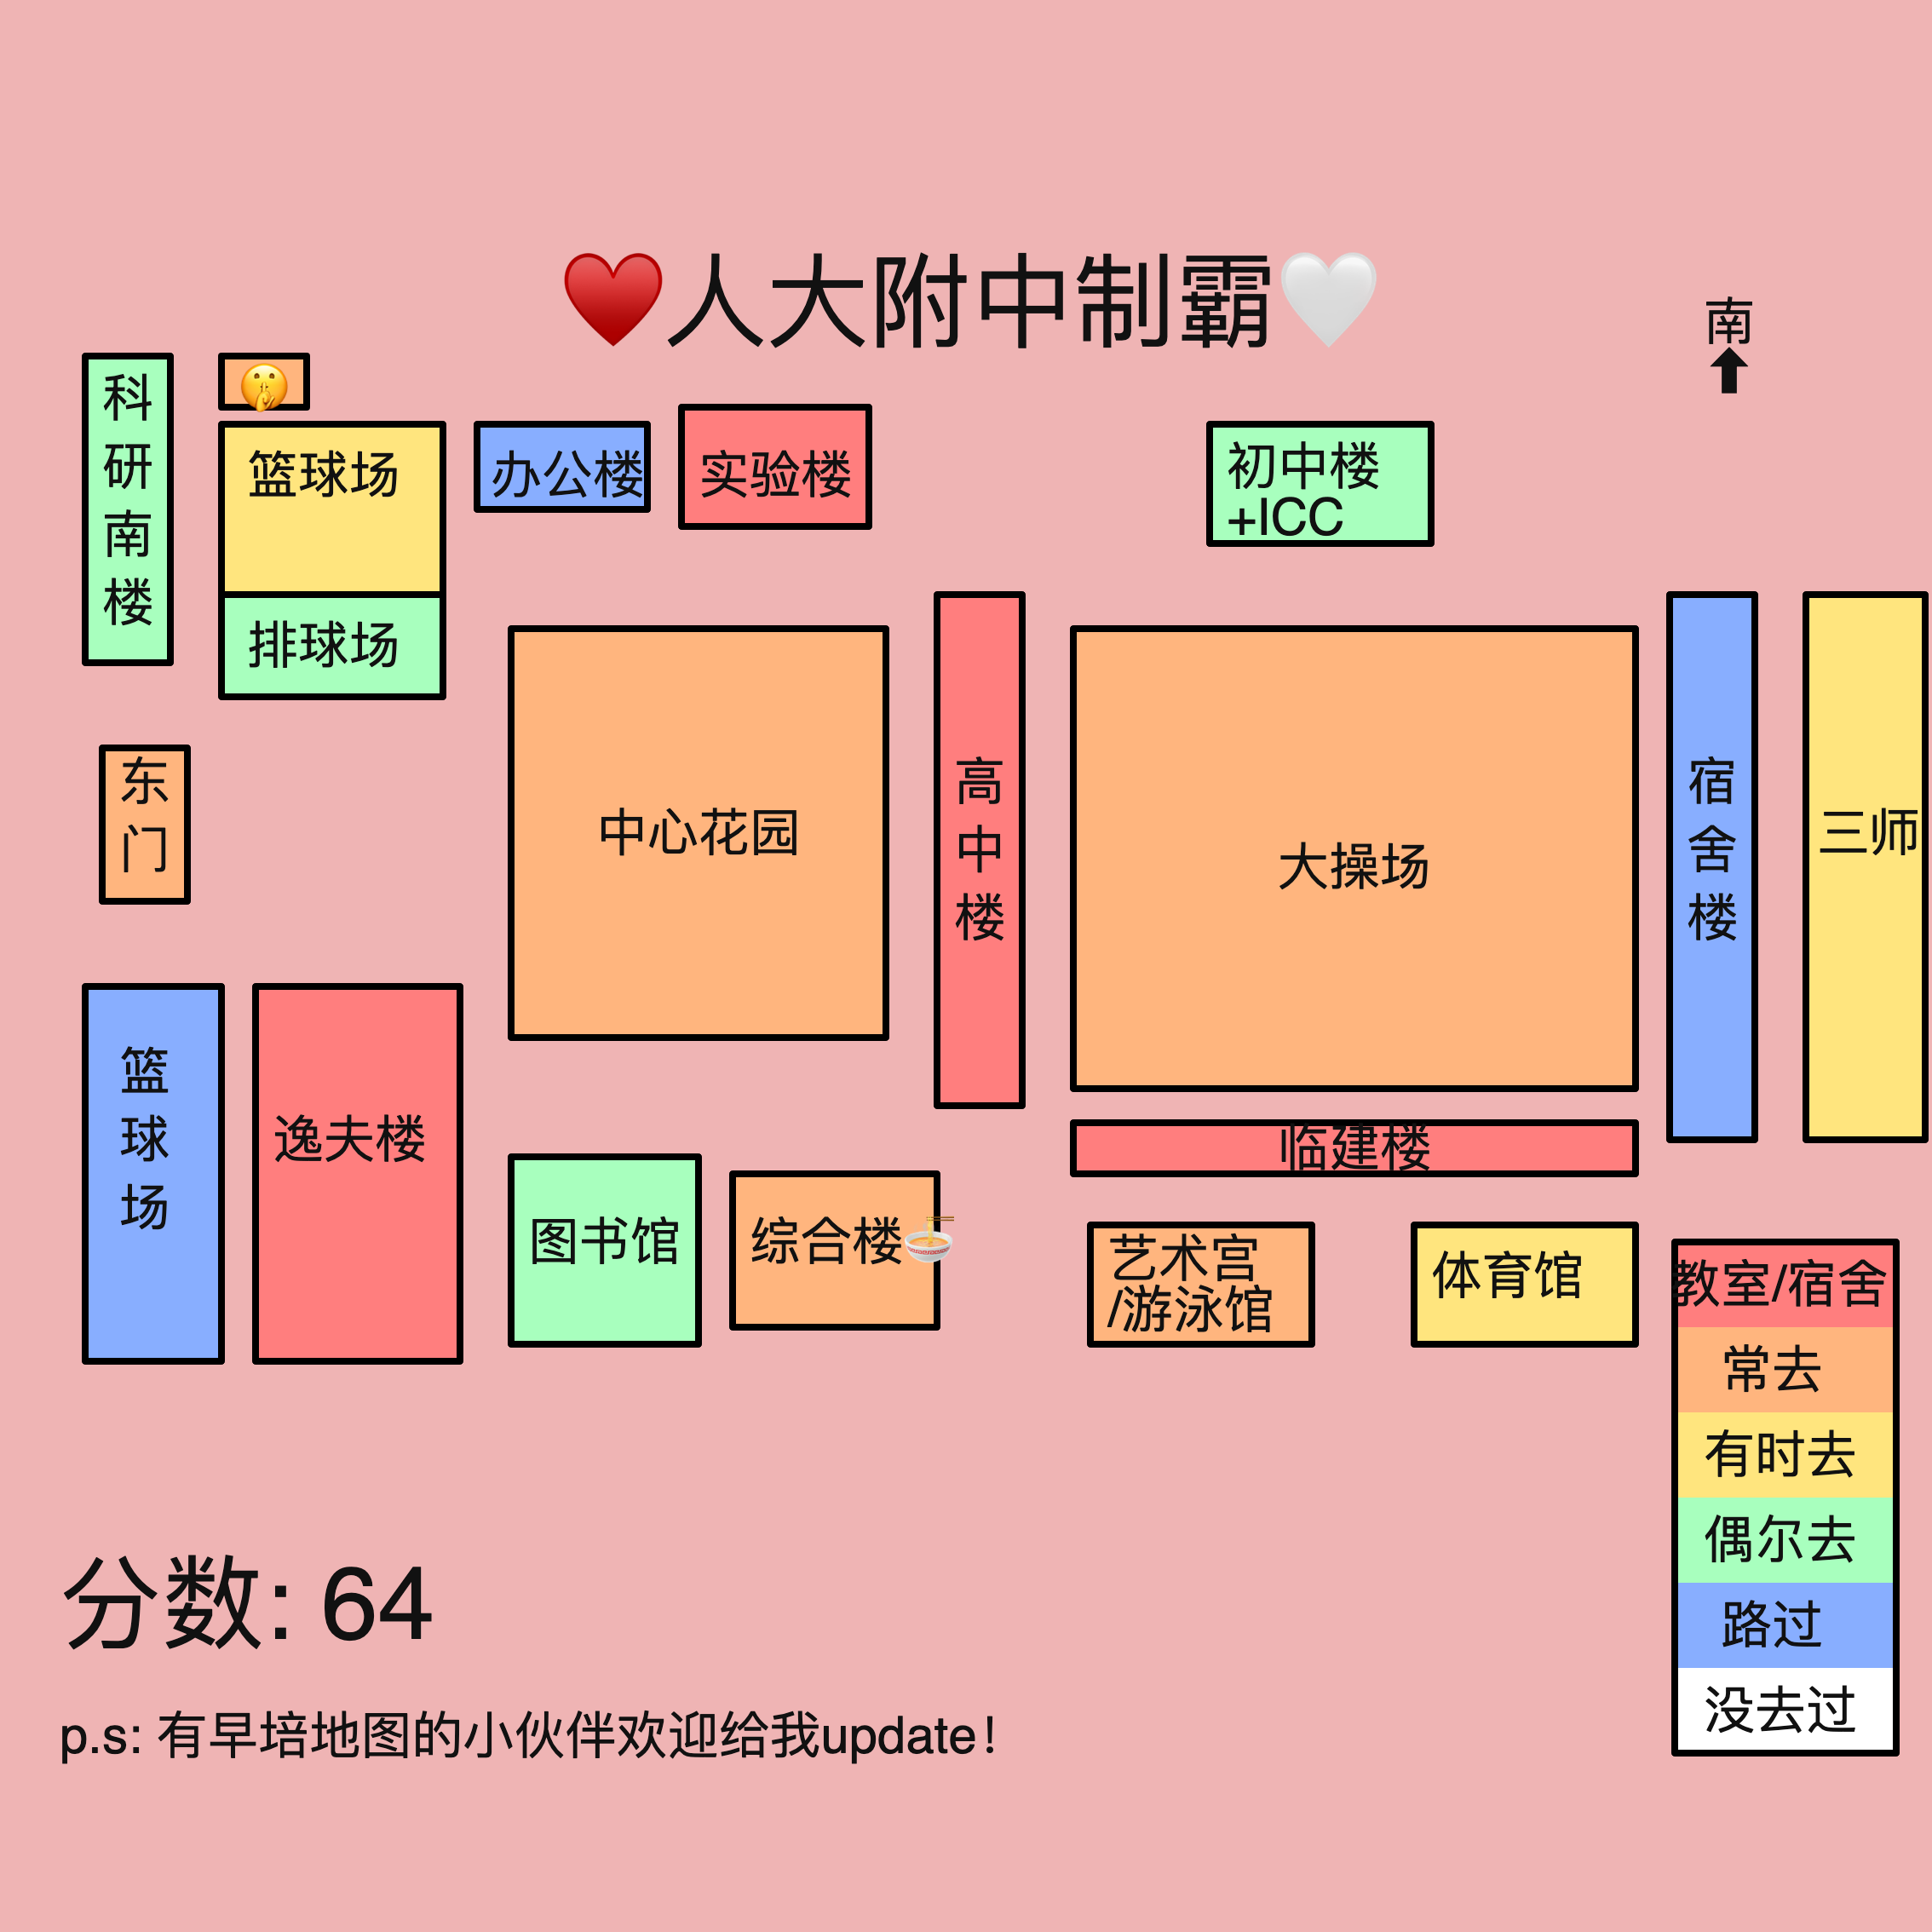 ♥️人大附中制霸🤍
南
⬆
科研南楼
🤫
篮球场
办公楼
实验楼
初中楼
+ICC
排球场
东门
中心花园
高中楼
大操场
宿舍楼
三师
篮球场
逸夫楼
临建楼
图书馆
综合楼🍜
艺术宫
/游泳馆
体育馆
教室/宿舍
常去
有时去
偶尔去
路过
没去过
分数: 64
p.s: 有早培地图的小伙伴欢迎给我update!